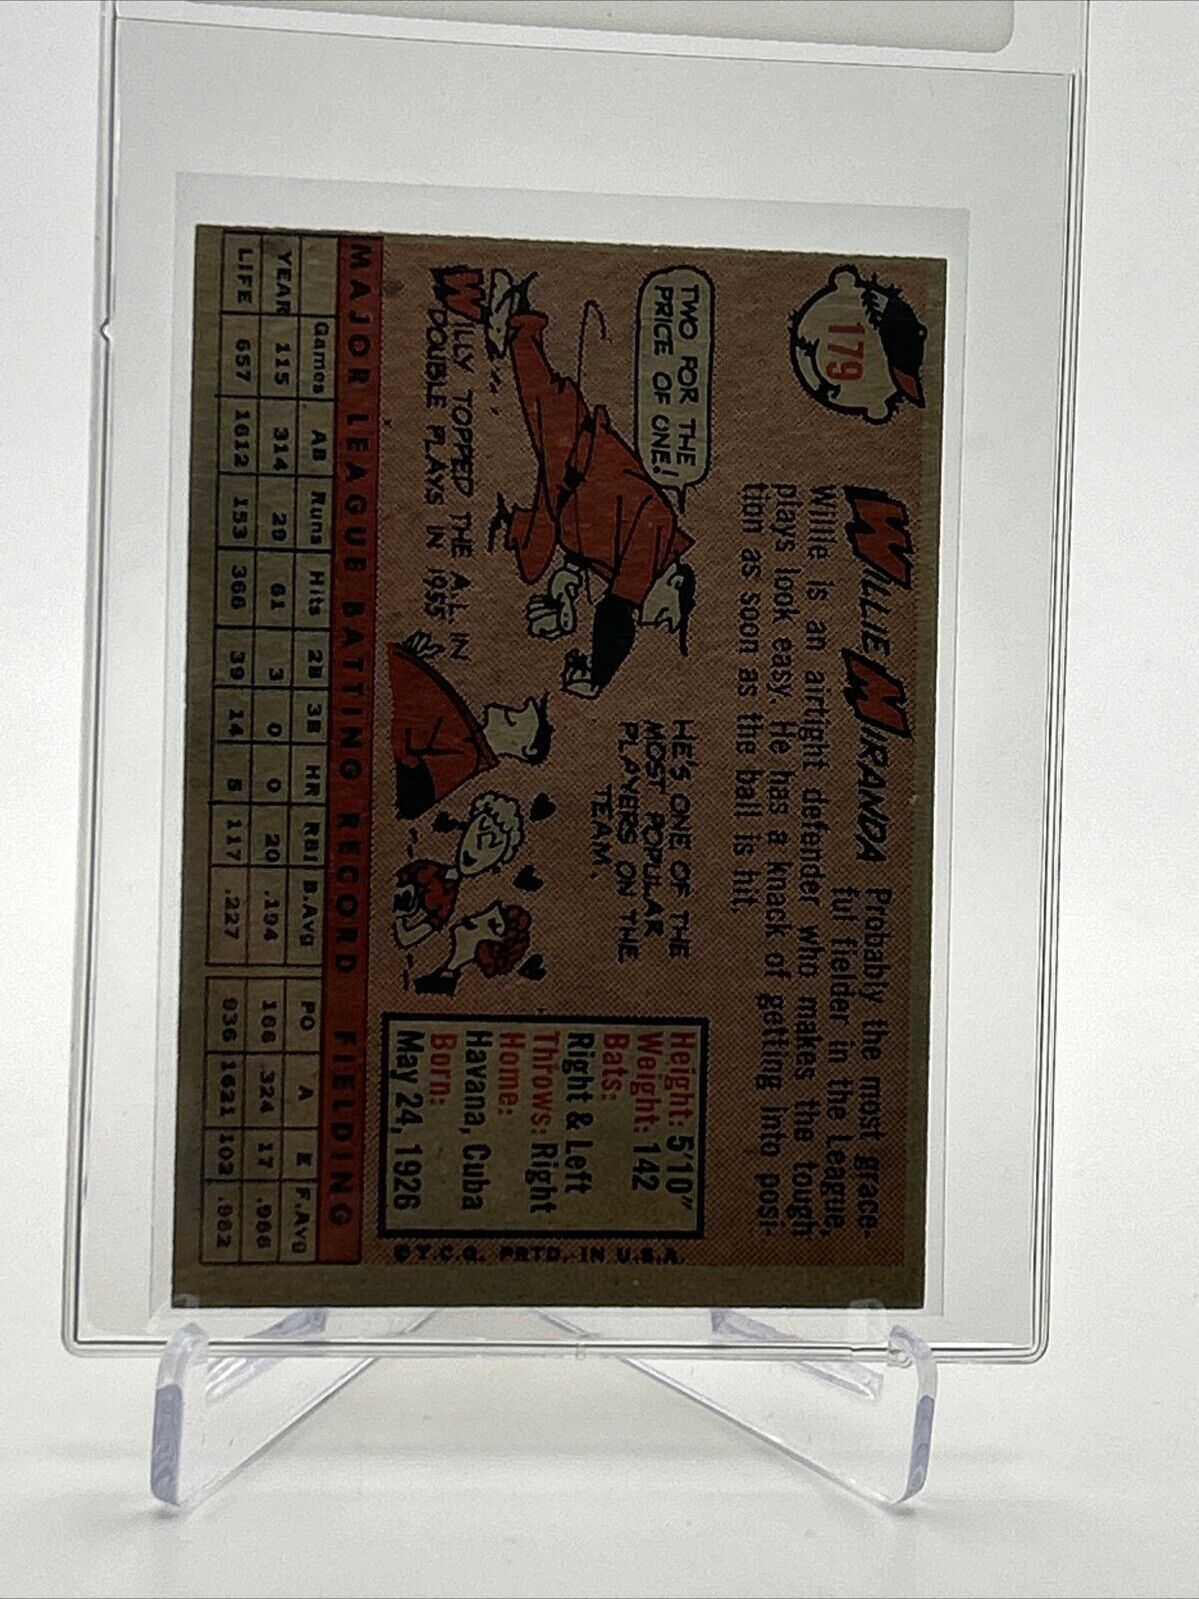 179
WILLIE MIRANDA Probably the most grace-
ful fielder in the League,
Willie is an airtight defender who makes the tough
plays look easy. He has a knack of getting into posi-
tion as soon as the ball is hit.
TWO FOR THE
PRICE OF ONE!
WILLY TOPPED THE A.L. IN
DOUBLE PLAYS IN 1955
HE'S ONE OF THE
MOST POPULAR
PLAYERS ON THE
TEAM.
Height: 5'10"
Weight: 142
Bats:
Right & Left
Throws: Right
Home:
Havana, Cuba
Born:
May 24, 1926
© T.C.G. PRTD. IN U.S.A.
MAJOR LEAGUE BATTING RECORD FIELDING
Games AB Runs Hits 2B 3B HR RBI B.Avg PO A E F.Avg
YEAR 115 314 29 61 3 0 0 20 .194 166 324 17 .966
LIFE 657 1612 153 366 39 14 5 117 .227 936 1621 102 .962